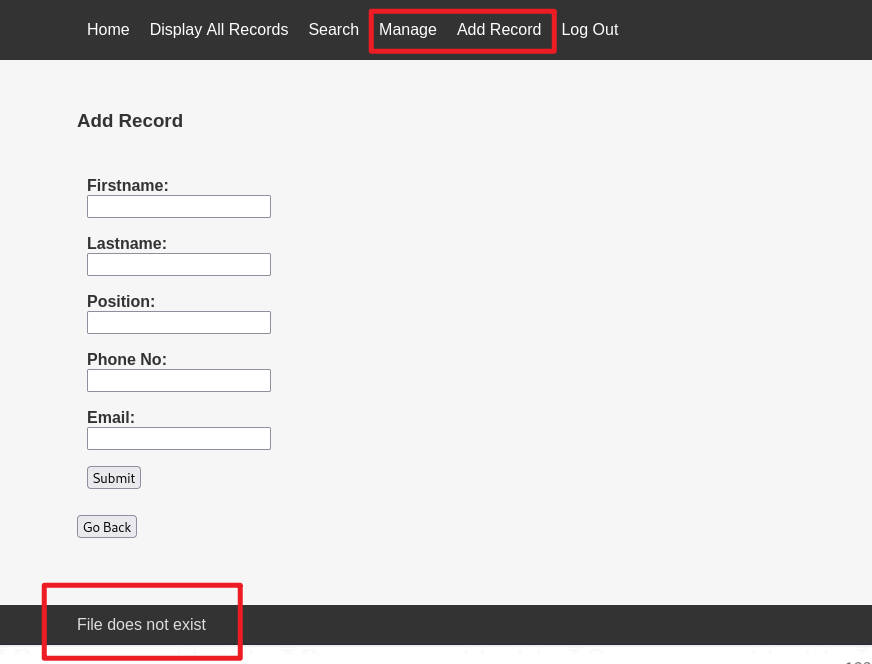 Home Display All Records Search Manage Add Record Log Out
Add Record
Firstname:
Lastname:
Position:
Phone No:
Email:
Submit
Go Back
File does not exist